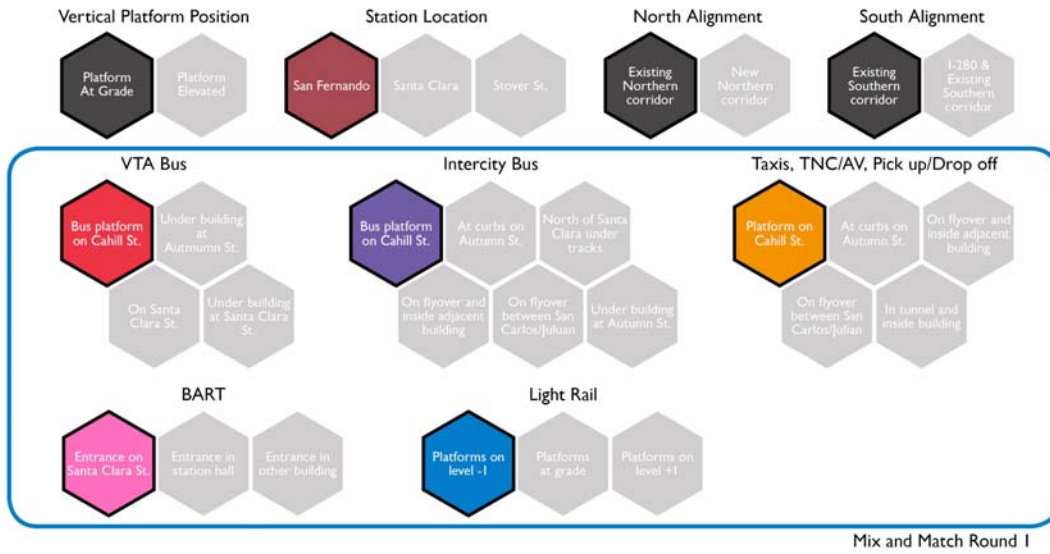 Vertical Platform Position
Station Location
North Alignment
South Alignment
Platform
At Grade
Platform
Elevated
San Fernando
Santa Clara
Stover St.
Existing
Northern
corridor
New
Northern
corridor
Existing
Southern
corridor
I-280 &
Existing
Southern
corridor
VTA Bus
Intercity Bus
Taxis, TNC/AV, Pick up/Drop off
Bus platform
on Cahill St.
Under building
at
Autmumn St.
On Santa
Clara St.
Under building
at Santa Clara
St.
Bus platform
on Cahill St.
At curbs on
Autumn St.
North of Santa
Clara under
tracks
On flyover and
inside adjacent
building
On flyover
between San
Carlos/Juluan
Under building
at Autumn St.
Platform on
Cahill St.
At curbs on
Autumn St.
On flyover and
inside adjacent
building
On flyover
between San
Carlos/Julian
In tunnel and
inside building
BART
Light Rail
Entrance on
Santa Clara St.
Entrance in
station hall
Entrance in
other building
Platforms on
level -1
Platforms
at grade
Platforms on
level +1
Mix and Match Round 1